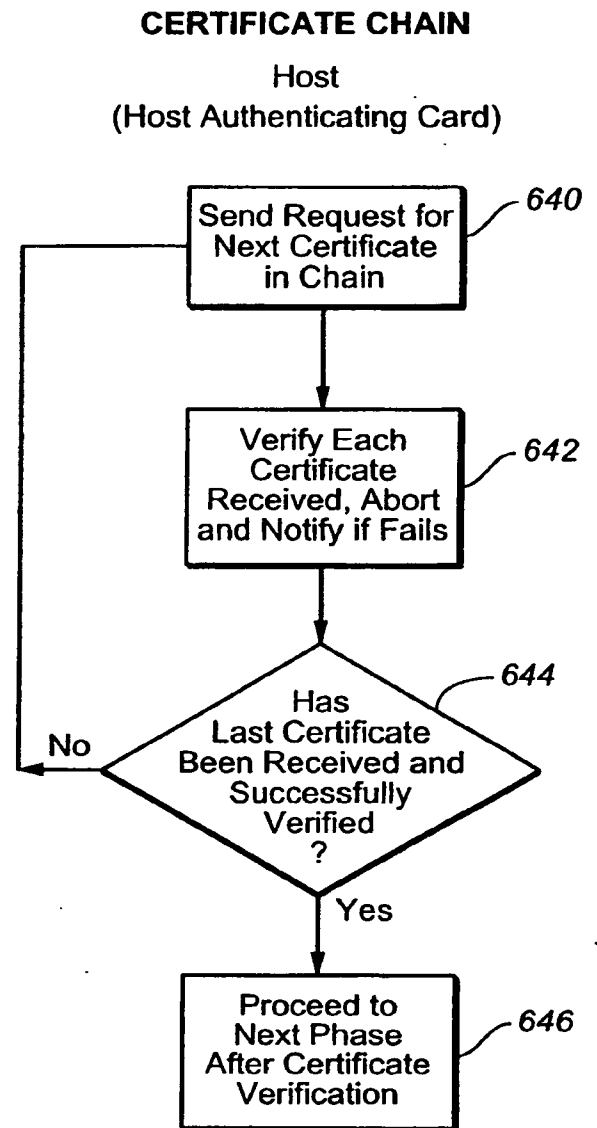 CERTIFICATE CHAIN
Host
(Host Authenticating Card)
640
Send Request for
Next Certificate
in Chain
642
Verify Each
Certificate
Received, Abort
and Notify if Fails
644
Has
Last Certificate
Been Received and
Successfully
Verified
?
No
Yes
646
Proceed to
Next Phase
After Certificate
Verification